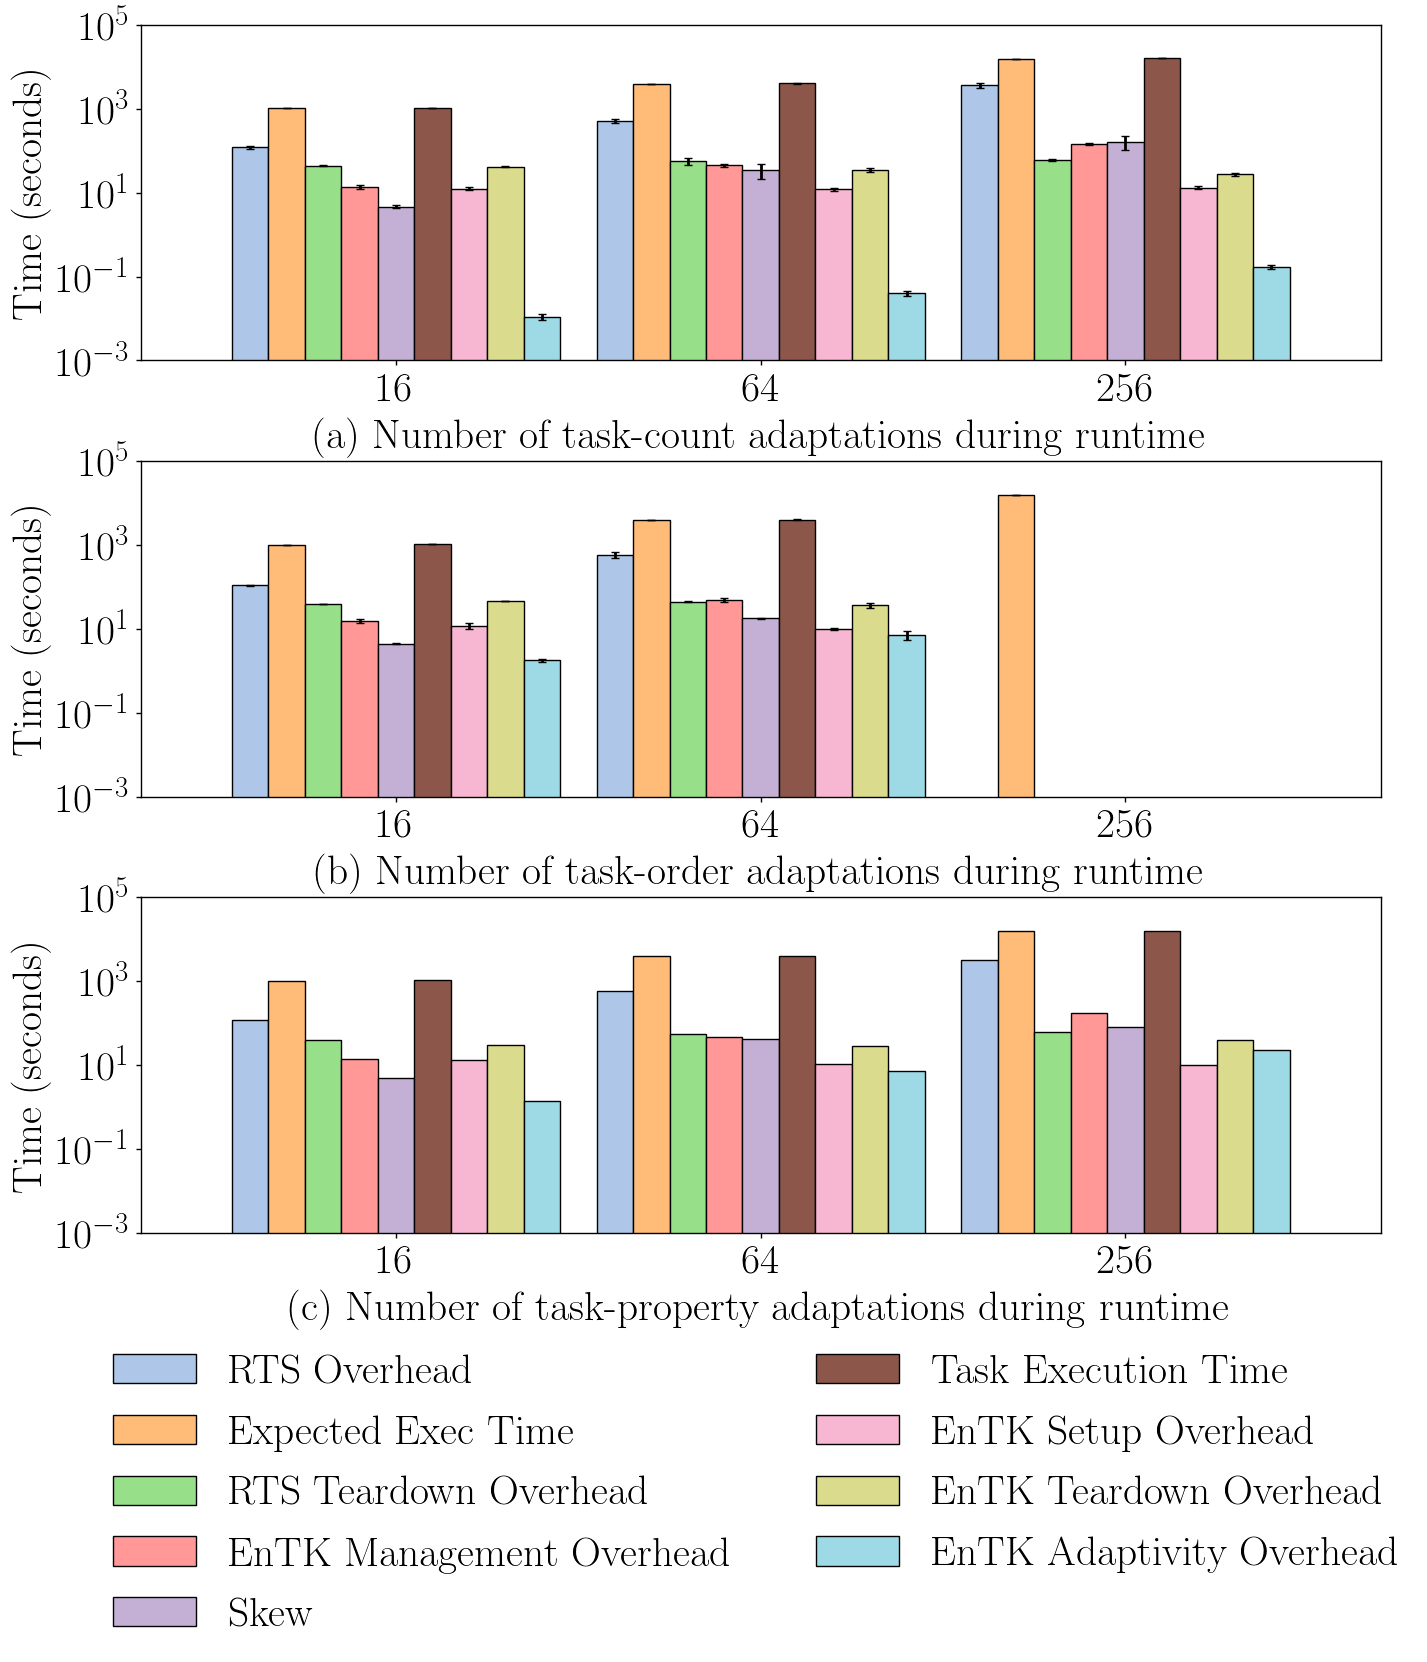 10^5
10^3
10^1
10^−1
10^−3
Time (seconds)
16 64 256
(a) Number of task-count adaptations during runtime
10^5
10^3
10^1
10^−1
10^−3
Time (seconds)
16 64 256
(b) Number of task-order adaptations during runtime
10^5
10^3
10^1
10^−1
10^−3
Time (seconds)
16 64 256
(c) Number of task-property adaptations during runtime
RTS Overhead
Expected Exec Time
RTS Teardown Overhead
EnTK Management Overhead
Skew
Task Execution Time
EnTK Setup Overhead
EnTK Teardown Overhead
EnTK Adaptivity Overhead